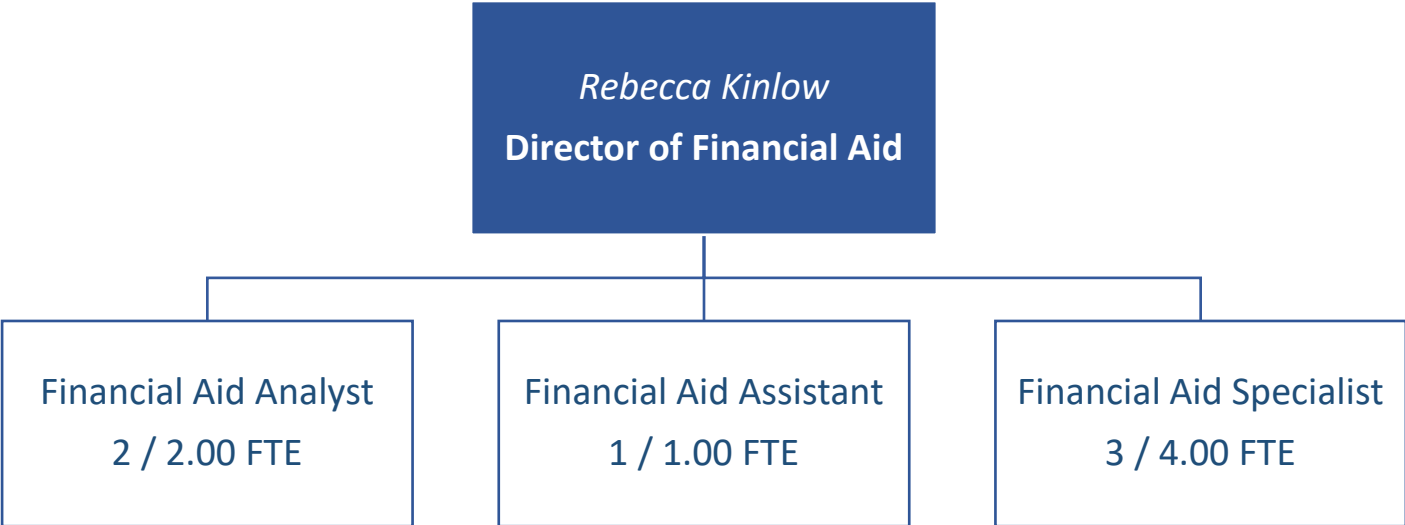 Rebecca Kinlow
Director of Financial Aid
Financial Aid Analyst
2 / 2.00 FTE
Financial Aid Assistant
1 / 1.00 FTE
Financial Aid Specialist
3 / 4.00 FTE